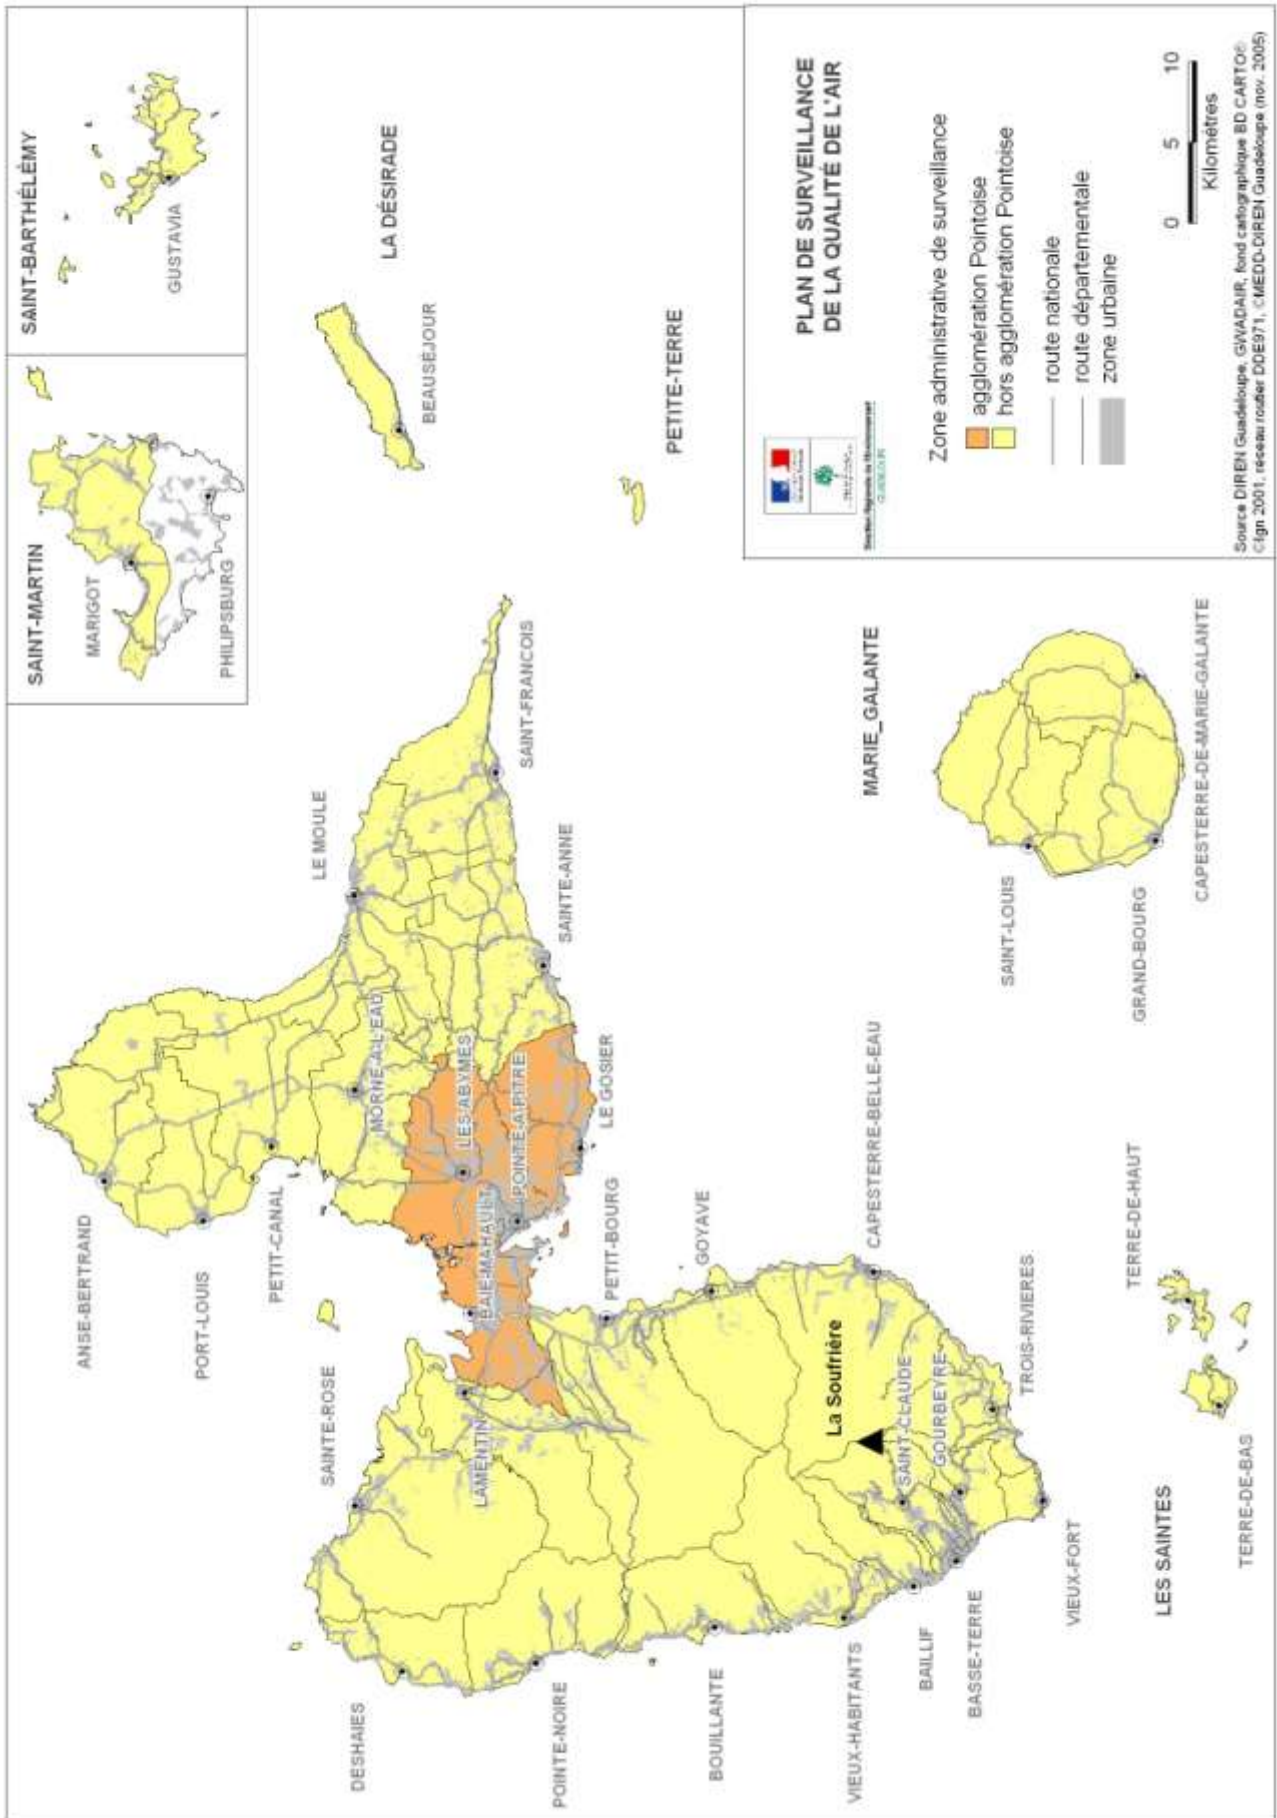 SAINT-MARTIN
MARIGOT
PHILIPSBURG
SAINT-BARTHÉLÉMY
GUSTAVIA
ANSE-BERTRAND
PORT-LOUIS
PETIT-CANAL
MORNE-A-L'EAU
LE MOULE
SAINT-FRANCOIS
SAINTE-ANNE
LES ABYMES
POINTE-A-PITRE
LE GOSIER
BAIE-MAHAULT
LA DÉSIRADE
BEAUSÉJOUR
PETITE-TERRE
SAINTE-ROSE
LAMENTIN
PETIT-BOURG
GOYAVE
CAPESTERRE-BELLE-EAU
DESHAIES
POINTE-NOIRE
BOUILLANTE
VIEUX-HABITANTS
BAILLIF
BASSE-TERRE
VIEUX-FORT
La Soufrière
SAINT-CLAUDE
GOURBEYRE
TROIS-RIVIERES
LES SAINTES
TERRE-DE-HAUT
TERRE-DE-BAS
MARIE_GALANTE
SAINT-LOUIS
GRAND-BOURG
CAPESTERRE-DE-MARIE-GALANTE
GUADELOUPE
PLAN DE SURVEILLANCE
DE LA QUALITÉ DE L'AIR
Zone administrative de surveillance
agglomération Pointoise
hors agglomération Pointoise
route nationale
route départementale
zone urbaine
0 5 10
Kilomètres
Source DIREN Guadeloupe, GWADAIR, fond cartographique BD CARTO®
©Ign 2001, réseau routier DDE971, ©MEDD-DIREN Guadeloupe (nov. 2005)